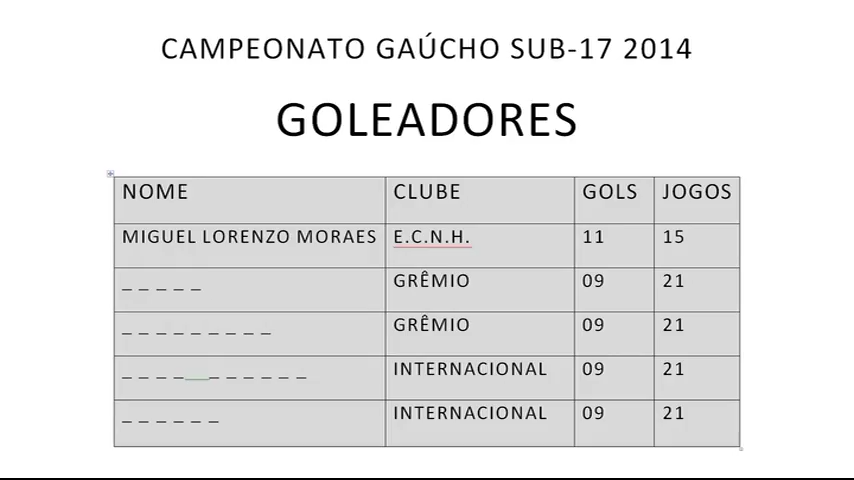 CAMPEONATO GAÚCHO SUB-17 2014
GOLEADORES
NOME CLUBE GOLS JOGOS
MIGUEL LORENZO MORAES E.C.N.H. 11 15
_ _ _ _ _ GRÊMIO 09 21
_ _ _ _ _ _ _ _ _ GRÊMIO 09 21
_ _ _ _ _ _ _ _ _ _ INTERNACIONAL 09 21
_ _ _ _ _ _ INTERNACIONAL 09 21